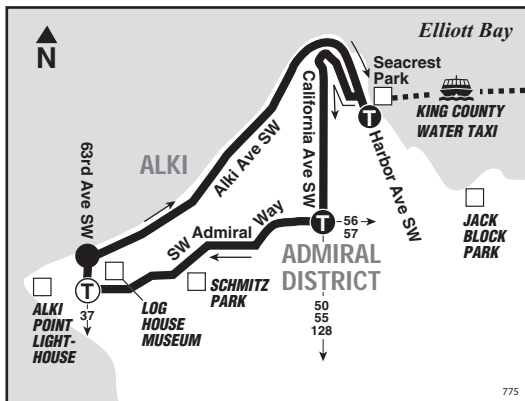 Elliott Bay
N
Seacrest
Park
KING COUNTY
WATER TAXI
T
California Ave SW
Harbor Ave SW
Alki Ave SW
ALKI
63rd Ave SW
SW Admiral Way
T
56
57
JACK
BLOCK
PARK
ADMIRAL
DISTRICT
T
37
SCHMITZ
PARK
LOG
HOUSE
MUSEUM
ALKI
POINT
LIGHT-
HOUSE
50
55
128
775